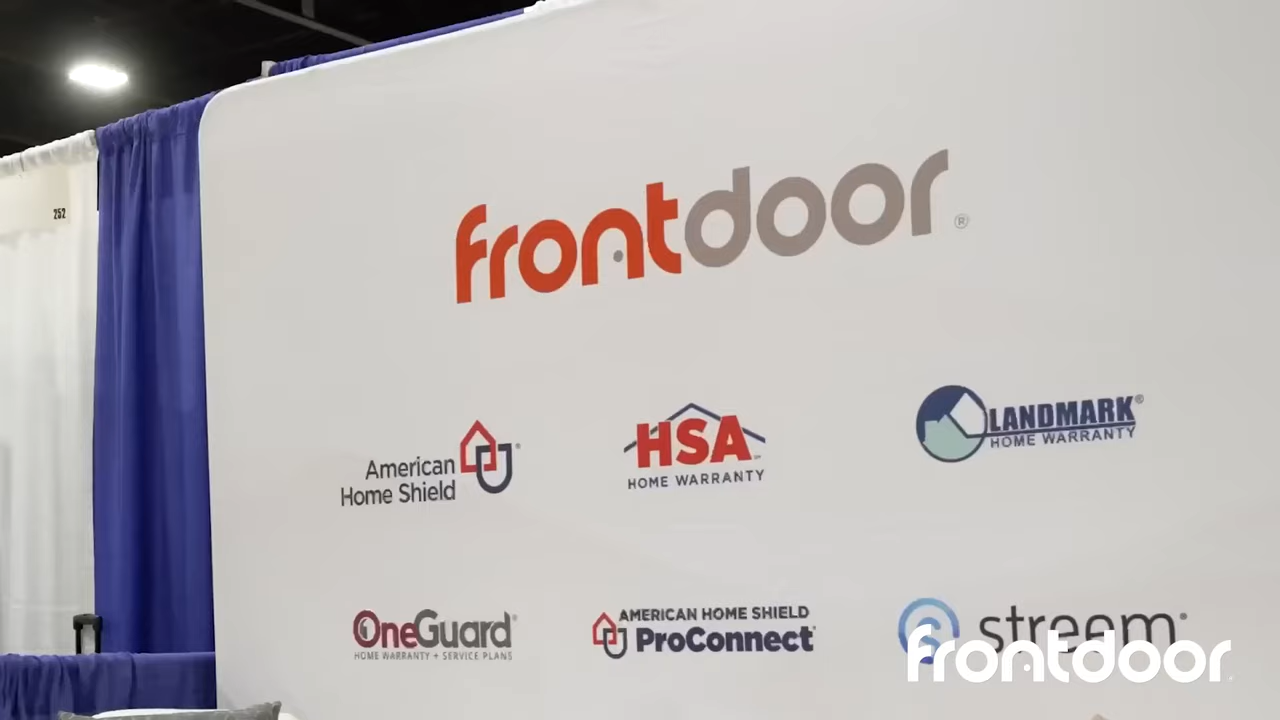 252
frontdoor®
American
Home Shield®
HSA
HOME WARRANTY
LANDMARK®
HOME WARRANTY
OneGuard®
HOME WARRANTY + SERVICE PLANS
AMERICAN HOME SHIELD
ProConnect
streem
frontdoor